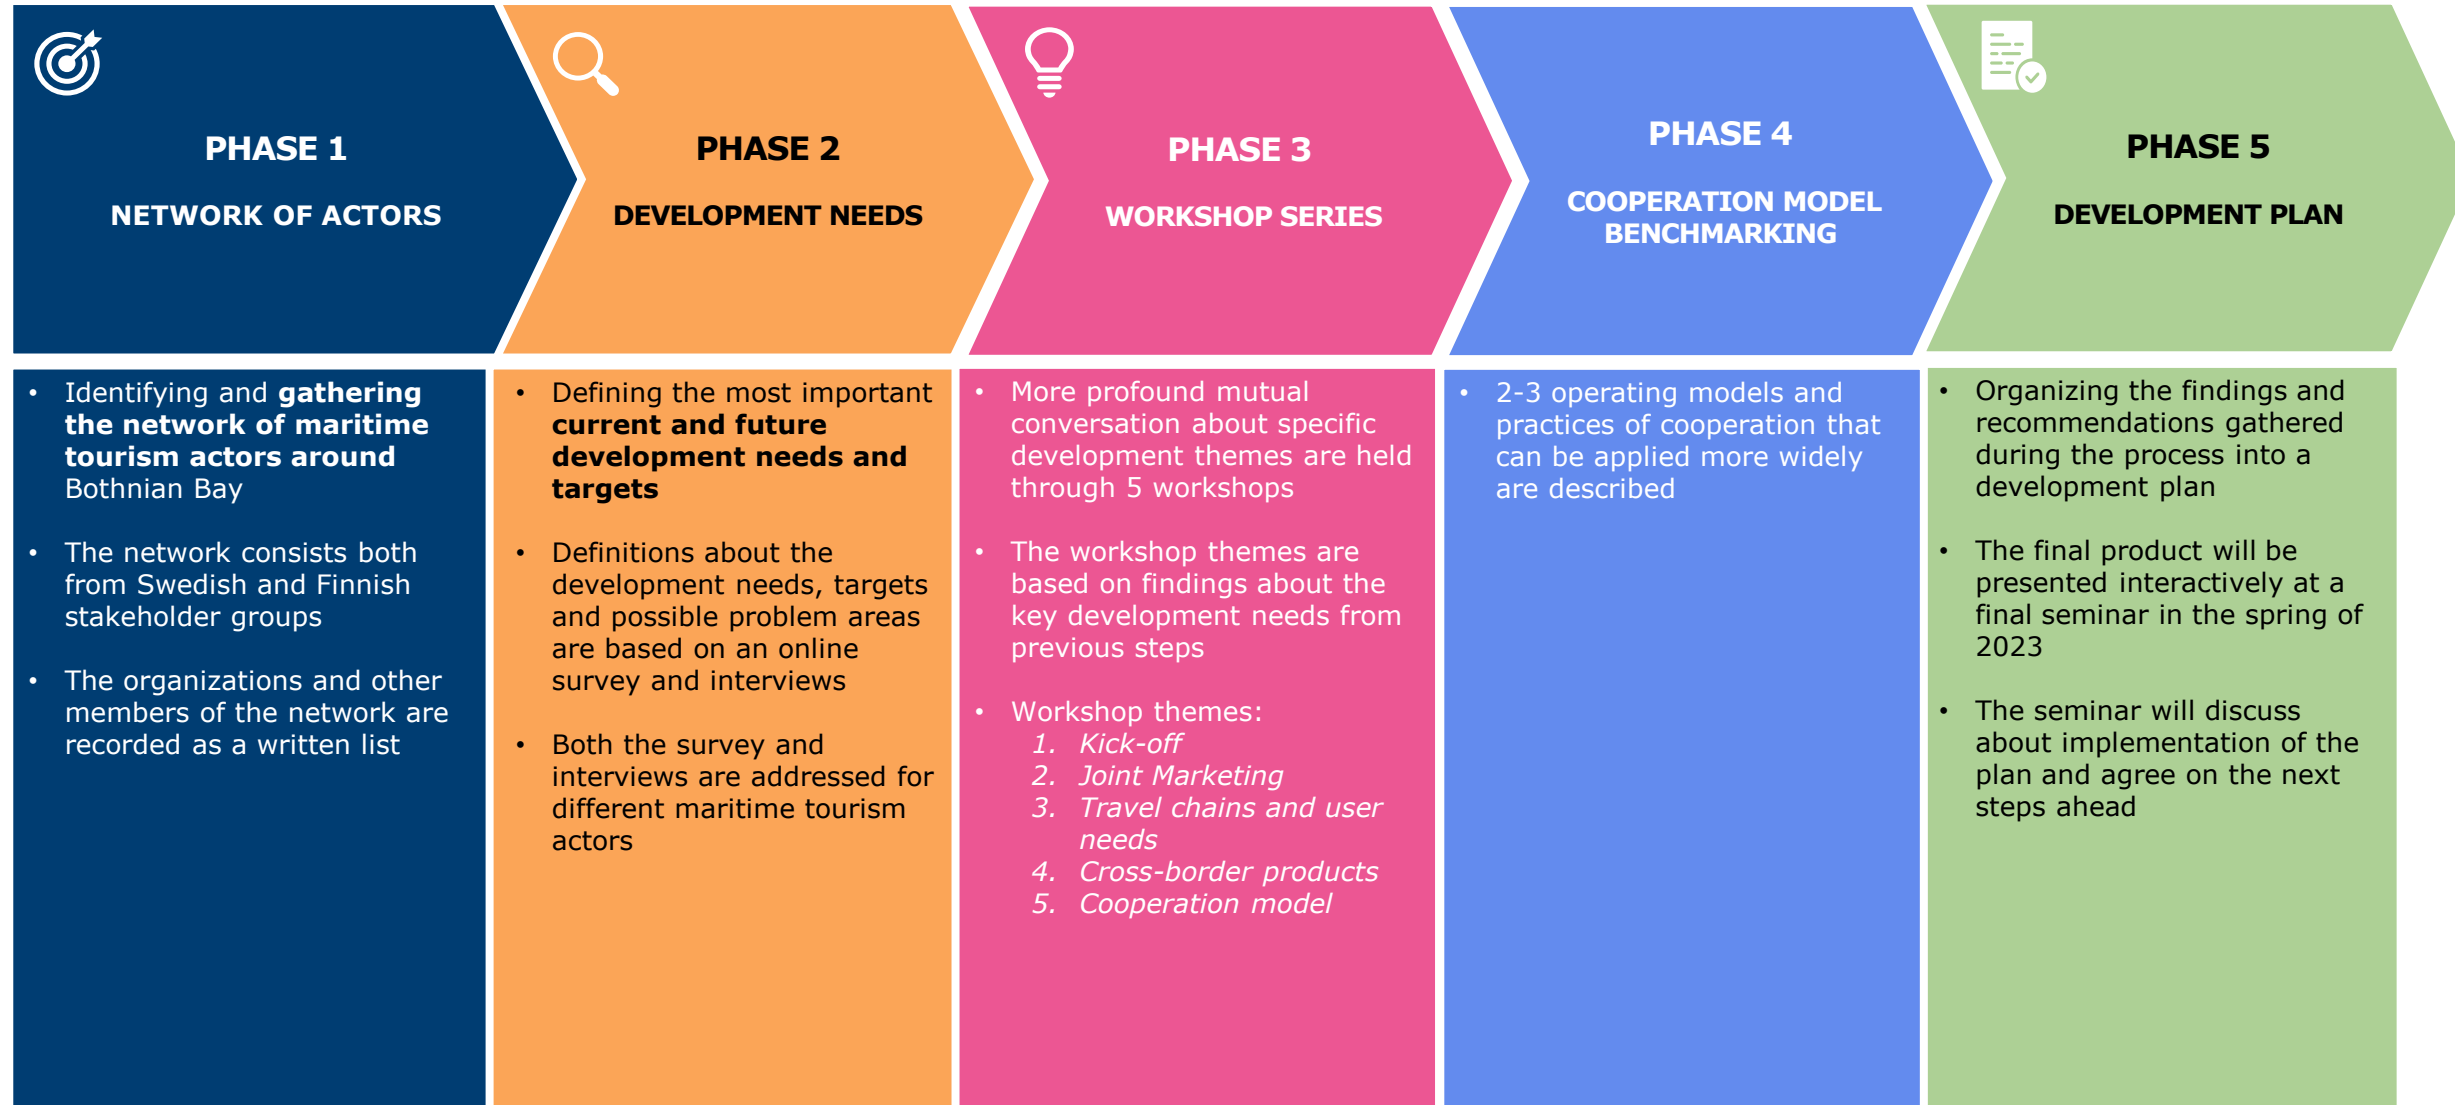 PHASE 1
NETWORK OF ACTORS
PHASE 2
DEVELOPMENT NEEDS
PHASE 3
WORKSHOP SERIES
PHASE 4
COOPERATION MODEL
BENCHMARKING
PHASE 5
DEVELOPMENT PLAN
• Identifying and gathering
the network of maritime
tourism actors around
Bothnian Bay
• The network consists both
from Swedish and Finnish
stakeholder groups
• The organizations and other
members of the network are
recorded as a written list
• Defining the most important
current and future
development needs and
targets
• Definitions about the
development needs, targets
and possible problem areas
are based on an online
survey and interviews
• Both the survey and
interviews are addressed for
different maritime tourism
actors
• More profound mutual
conversation about specific
development themes are held
through 5 workshops
• The workshop themes are
based on findings about the
key development needs from
previous steps
• Workshop themes:
1. Kick-off
2. Joint Marketing
3. Travel chains and user
needs
4. Cross-border products
5. Cooperation model
• 2-3 operating models and
practices of cooperation that
can be applied more widely
are described
• Organizing the findings and
recommendations gathered
during the process into a
development plan
• The final product will be
presented interactively at a
final seminar in the spring of
2023
• The seminar will discuss
about implementation of the
plan and agree on the next
steps ahead